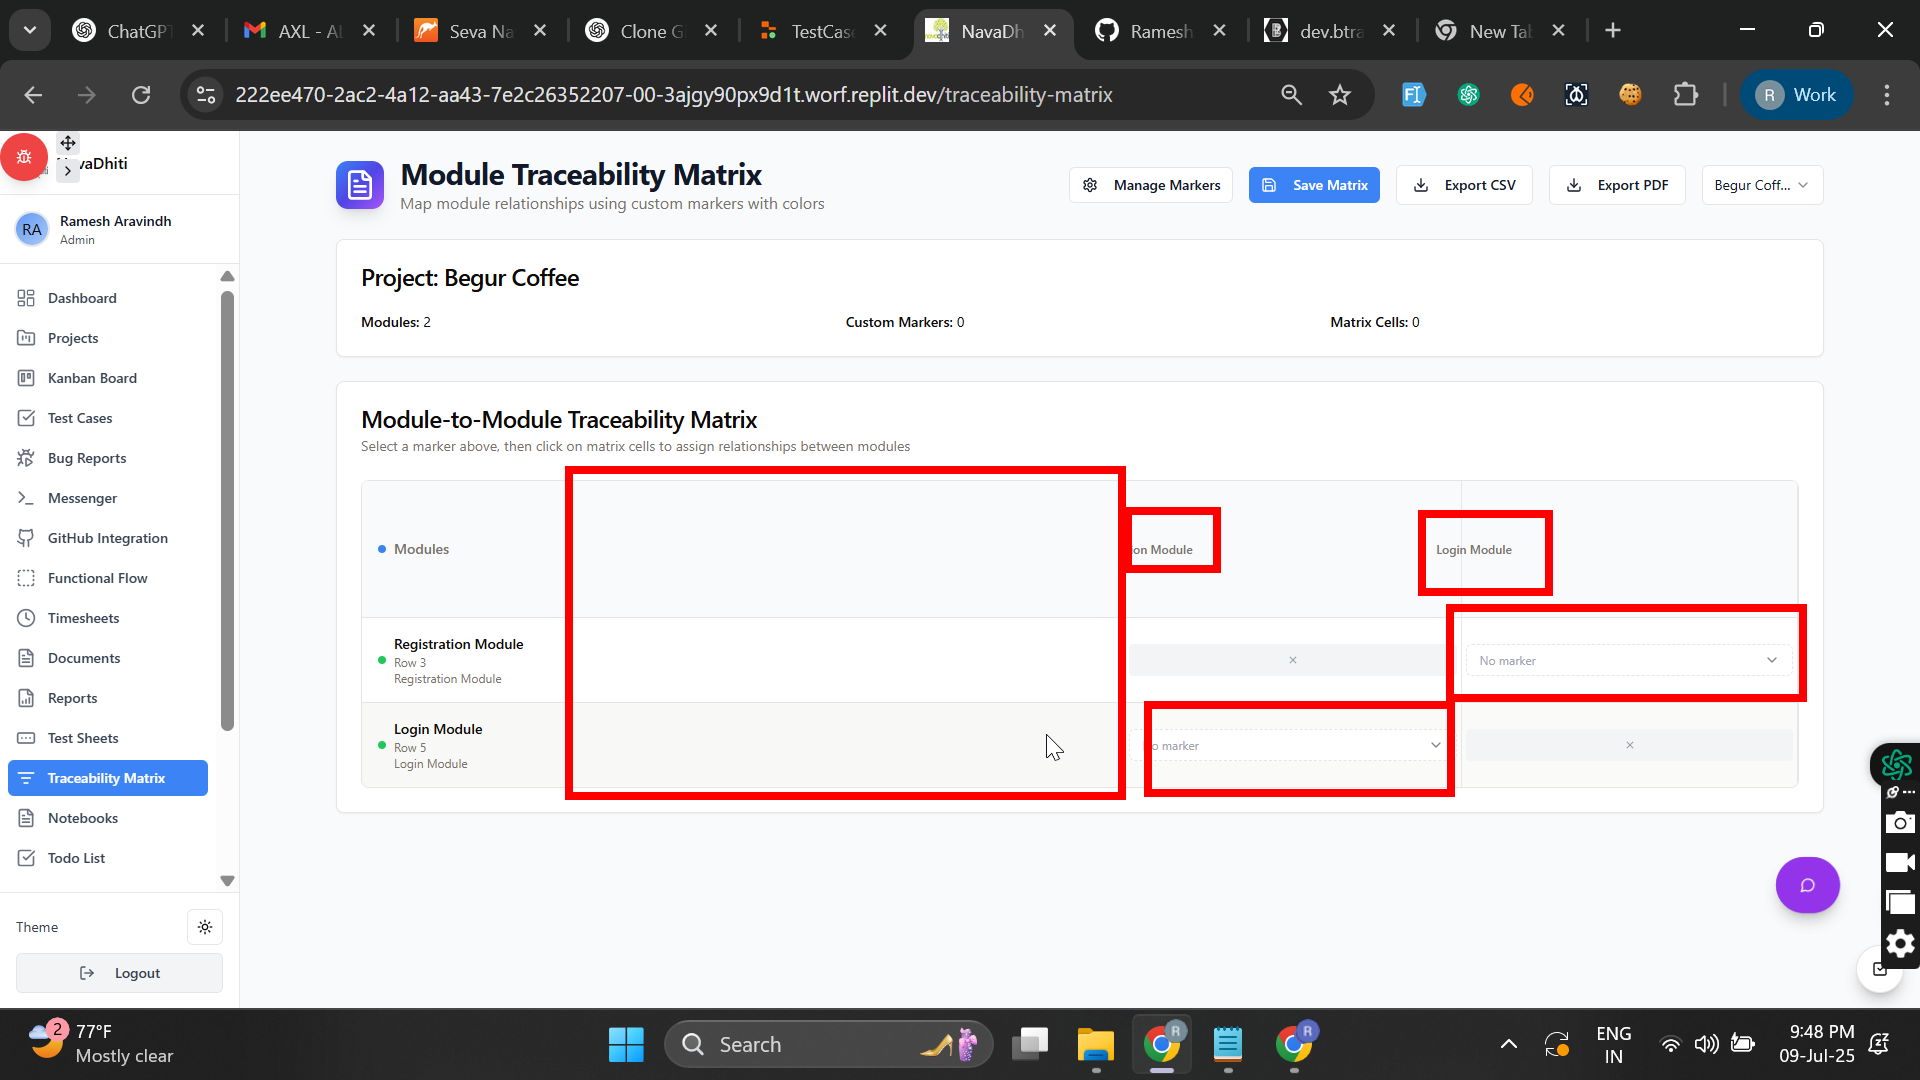 ChatGPT
AXL - AL
Seva Na
Clone G
TestCase
NavaDh
Ramesh
dev.btra
New Tab
222ee470-2ac2-4a12-aa43-7e2c26352207-00-3ajgy90px9d1t.worf.replit.dev/traceability-matrix
R Work
vaDhiti
RA
Ramesh Aravindh
Admin
Dashboard
Projects
Kanban Board
Test Cases
Bug Reports
Messenger
GitHub Integration
Functional Flow
Timesheets
Documents
Reports
Test Sheets
Traceability Matrix
Notebooks
Todo List
Theme
Logout
Module Traceability Matrix
Map module relationships using custom markers with colors
Manage Markers
Save Matrix
Export CSV
Export PDF
Begur Coff...
Project: Begur Coffee
Modules: 2
Custom Markers: 0
Matrix Cells: 0
Module-to-Module Traceability Matrix
Select a marker above, then click on matrix cells to assign relationships between modules
Modules
ion Module
Login Module
Registration Module
Row 3
Registration Module
No marker
Login Module
Row 5
Login Module
o marker
2
77°F
Mostly clear
Search
R
R
ENG
IN
9:48 PM
09-Jul-25